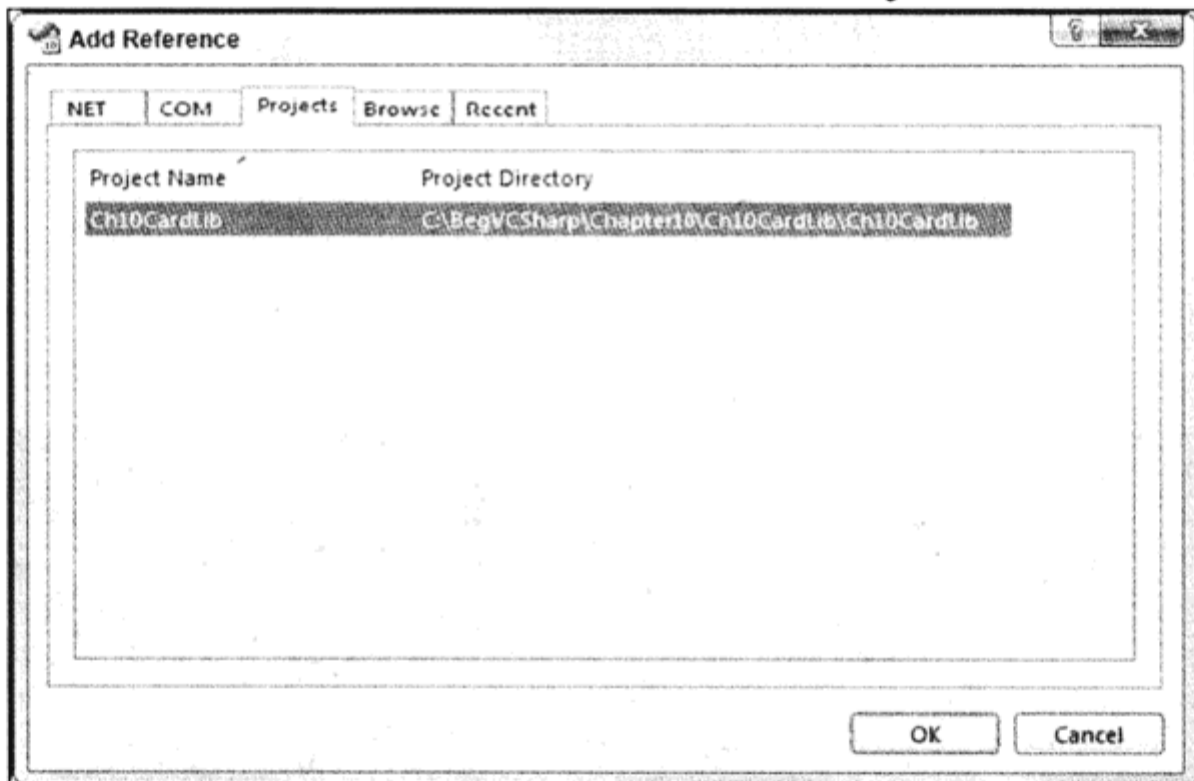 Add Reference
NET COM Projects Browse Recent
Project Name Project Directory
Ch10CardLib C:\BegVCSharp\Chapter10\Ch10CardLib\Ch10CardLib
OK Cancel